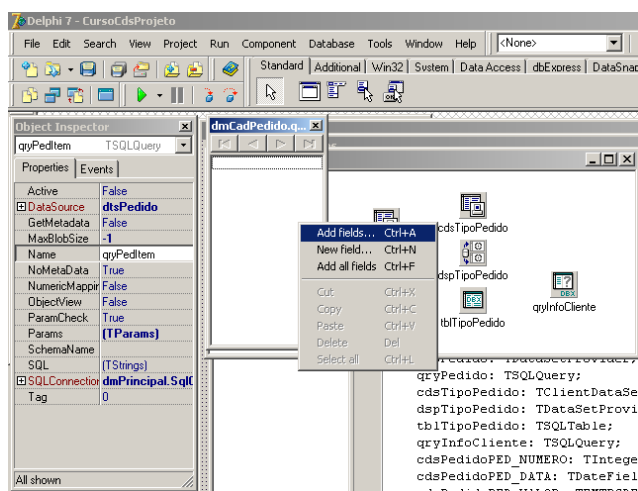 Delphi 7 - CursoCdsProjeto
File Edit Search View Project Run Component Database Tools Window Help <None>
Standard Additional Win32 System Data Access dbExpress DataSnap
Object Inspector
qryPedItem TSQLQuery
Properties Events
Active False
DataSource dtsPedido
GetMetadata False
MaxBlobSize -1
Name qryPedItem
NoMetaData True
NumericMappin False
ObjectView False
ParamCheck True
Params (TParams)
SchemaName
SQL (TStrings)
SQLConnection dmPrincipal.SqlC
Tag 0
All shown
dmCadPedido.q...
Add fields... Ctrl+A
New field... Ctrl+N
Add all fields Ctrl+F
Cut Ctrl+X
Copy Ctrl+C
Paste Ctrl+V
Delete Del
Select all Ctrl+L
cdsTipoPedido
dspTipoPedido
DBX
tblTipoPedido
DBX
qryInfoCliente
TDataSetProvider;
qryPedido: TSQLQuery;
cdsTipoPedido: TClientDataSe
dspTipoPedido: TDataSetProvi
tblTipoPedido: TSQLTable;
qryInfoCliente: TSQLQuery;
cdsPedidoPED_NUMERO: TIntege
cdsPedidoPED_DATA: TDateFiel